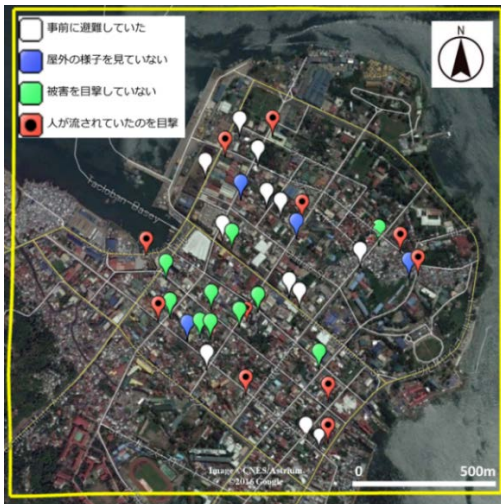 事前に避難していた
屋外の様子を見ていない
被害を目撃していない
人が流されていたのを目撃
N
Tacloban Basey
Image ©CNES/Astrium
©2016 Google
0 500m